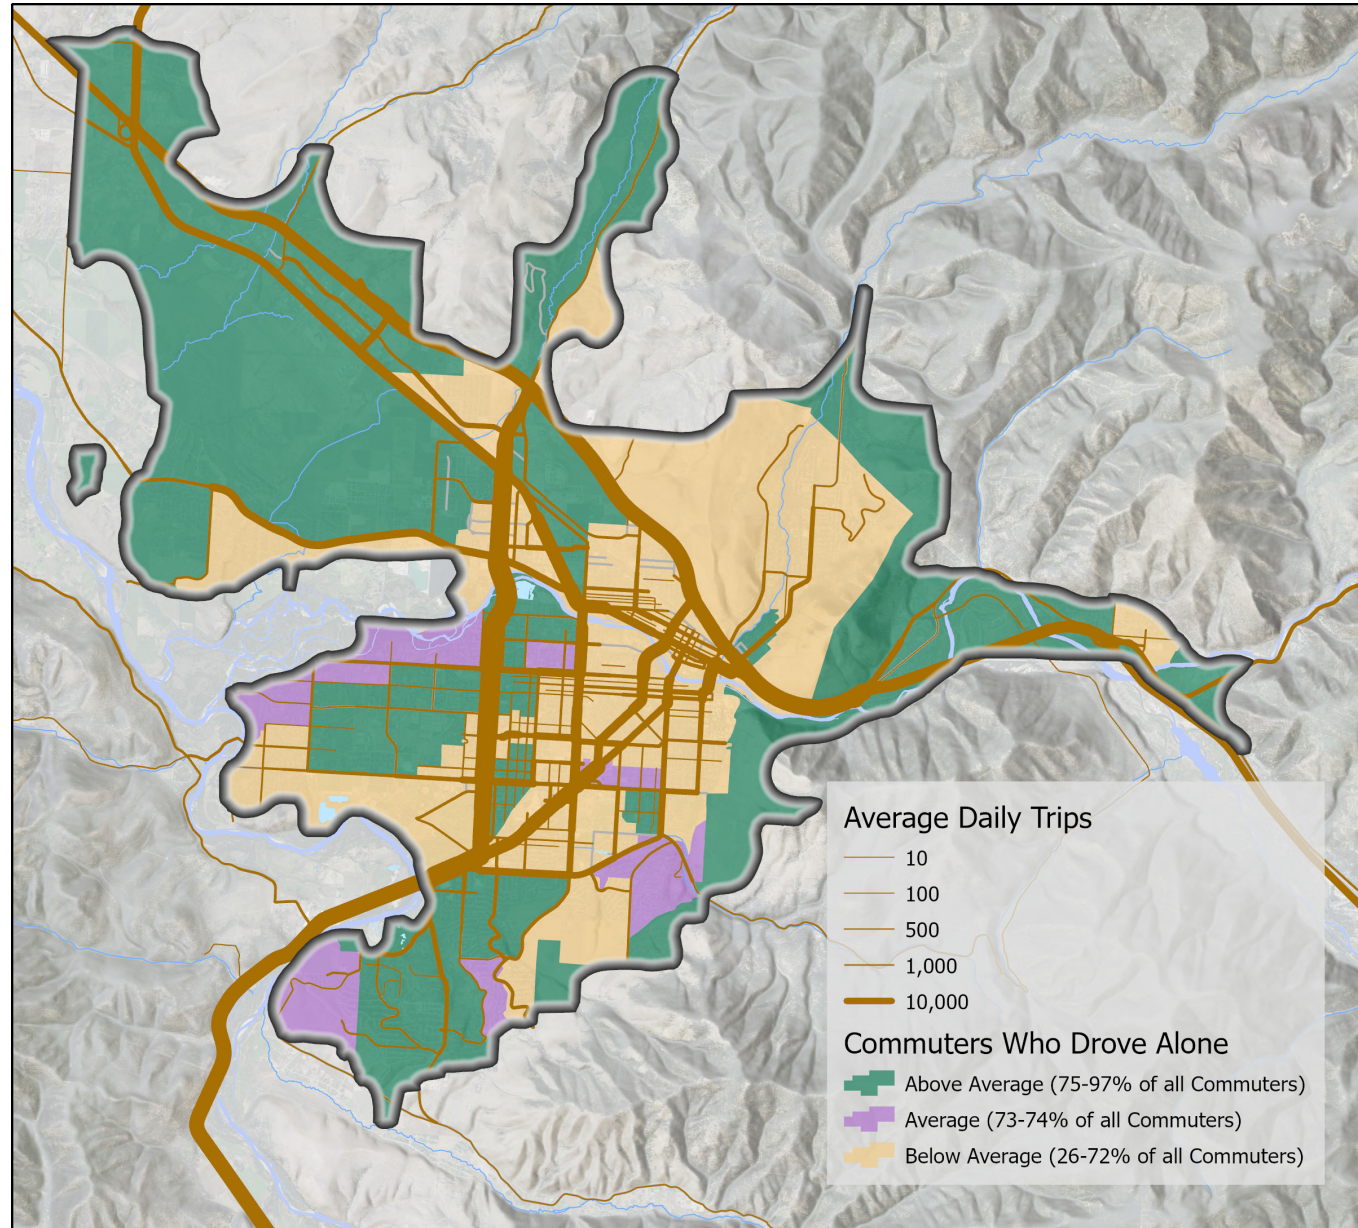 Average Daily Trips
10
100
500
1,000
10,000
Commuters Who Drove Alone
Above Average (75-97% of all Commuters)
Average (73-74% of all Commuters)
Below Average (26-72% of all Commuters)